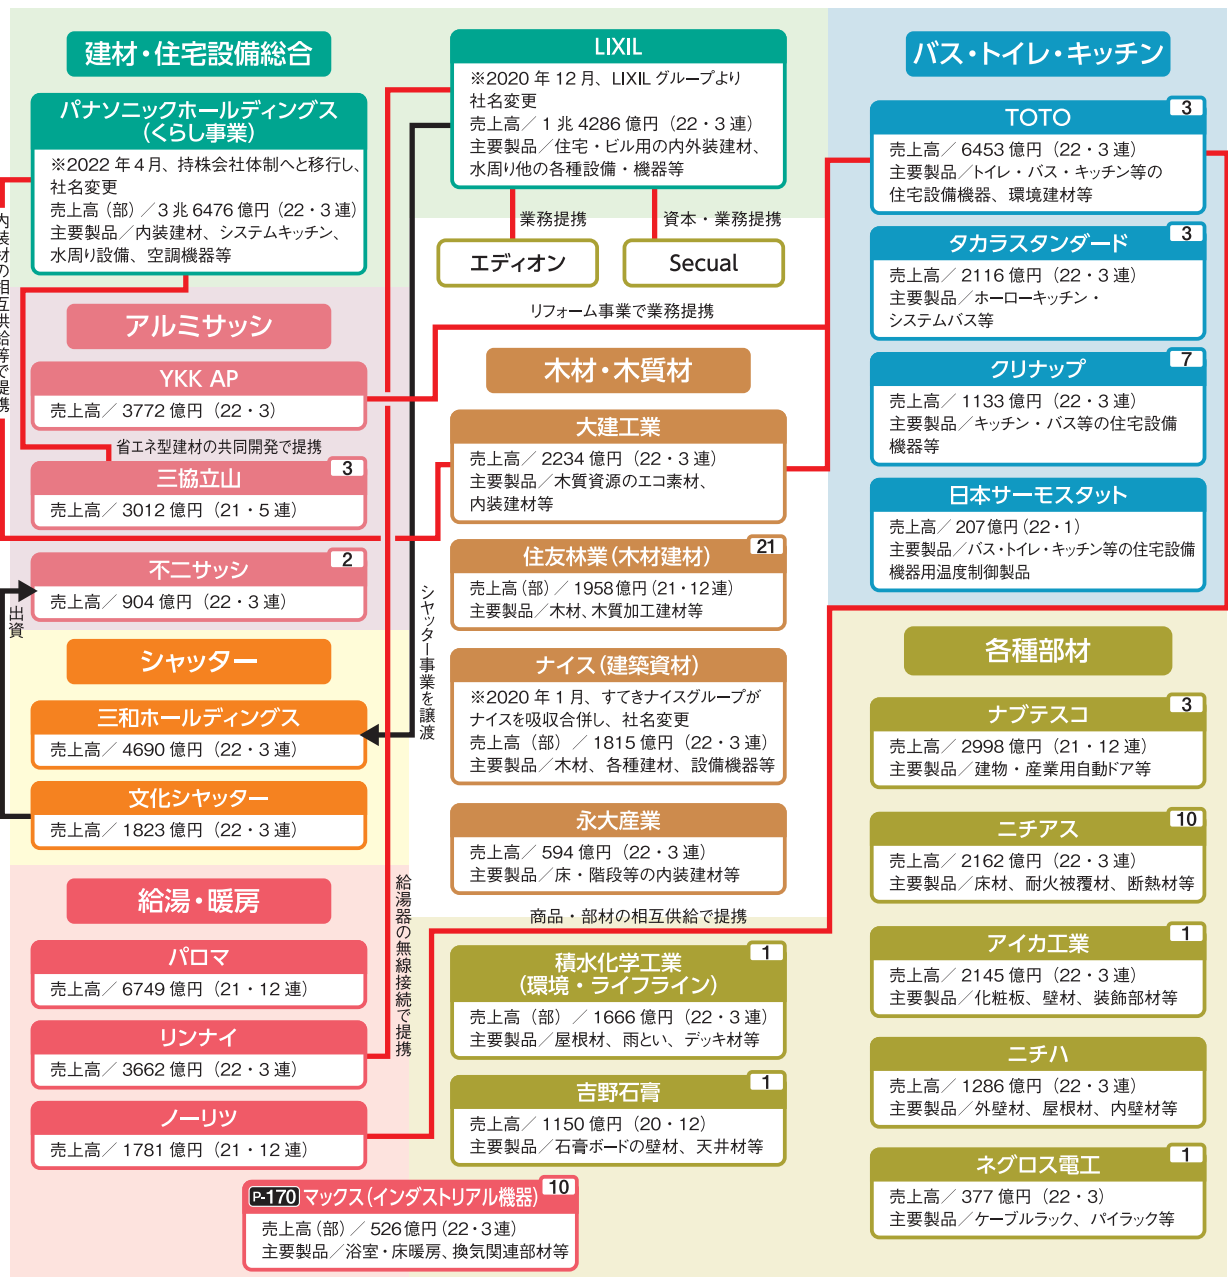 建材・住宅設備総合
パナソニックホールディングス
(くらし事業)
※2022年4月、持株会社体制へと移行し、
社名変更
売上高(部)／3兆6476億円(22・3連)
主要製品／内装建材、システムキッチン、
水周り設備、空調機器等
内装材の相互供給等で提携
アルミサッシ
YKK AP
売上高／3772億円(22・3)
省エネ型建材の共同開発で提携
三協立山
3
売上高／3012億円(21・5連)
不二サッシ
2
売上高／904億円(22・3連)
出資
シャッター
三和ホールディングス
売上高／4690億円(22・3連)
文化シヤッター
売上高／1823億円(22・3連)
給湯・暖房
パロマ
売上高／6749億円(21・12連)
リンナイ
売上高／3662億円(22・3連)
ノーリツ
売上高／1781億円(21・12連)
P-170 マックス(インダストリアル機器)
10
売上高(部)／526億円(22・3連)
主要製品／浴室・床暖房、換気関連部材等
LIXIL
※2020年12月、LIXILグループより
社名変更
売上高／1兆4286億円(22・3連)
主要製品／住宅・ビル用の内外装建材、
水周り他の各種設備・機器等
業務提携
資本・業務提携
エディオン
Secual
リフォーム事業で業務提携
シャッター事業を譲渡
給湯器の無線接続で提携
木材・木質材
大建工業
売上高／2234億円(22・3連)
主要製品／木質資源のエコ素材、
内装建材等
住友林業(木材建材)
21
売上高(部)／1958億円(21・12連)
主要製品／木材、木質加工建材等
ナイス(建築資材)
※2020年1月、すてきナイスグループが
ナイスを吸収合併し、社名変更
売上高(部)／1815億円(22・3連)
主要製品／木材、各種建材、設備機器等
永大産業
売上高／594億円(22・3連)
主要製品／床・階段等の内装建材等
商品・部材の相互供給で提携
積水化学工業
(環境・ライフライン)
1
売上高(部)／1666億円(22・3連)
主要製品／屋根材、雨とい、デッキ材等
吉野石膏
1
売上高／1150億円(20・12)
主要製品／石膏ボードの壁材、天井材等
バス・トイレ・キッチン
TOTO
3
売上高／6453億円(22・3連)
主要製品／トイレ・バス・キッチン等の
住宅設備機器、環境建材等
タカラスタンダード
3
売上高／2116億円(22・3連)
主要製品／ホーローキッチン・
システムバス等
クリナップ
7
売上高／1133億円(22・3連)
主要製品／キッチン・バス等の住宅設備
機器等
日本サーモスタット
売上高／207億円(22・1)
主要製品／バス・トイレ・キッチン等の住宅設備
機器用温度制御製品
各種部材
ナブテスコ
3
売上高／2998億円(21・12連)
主要製品／建物・産業用自動ドア等
ニチアス
10
売上高／2162億円(22・3連)
主要製品／床材、耐火被覆材、断熱材等
アイカ工業
1
売上高／2145億円(22・3連)
主要製品／化粧板、壁材、装飾部材等
ニチハ
売上高／1286億円(22・3連)
主要製品／外壁材、屋根材、内壁材等
ネグロス電工
1
売上高／377億円(22・3)
主要製品／ケーブルラック、パイラック等